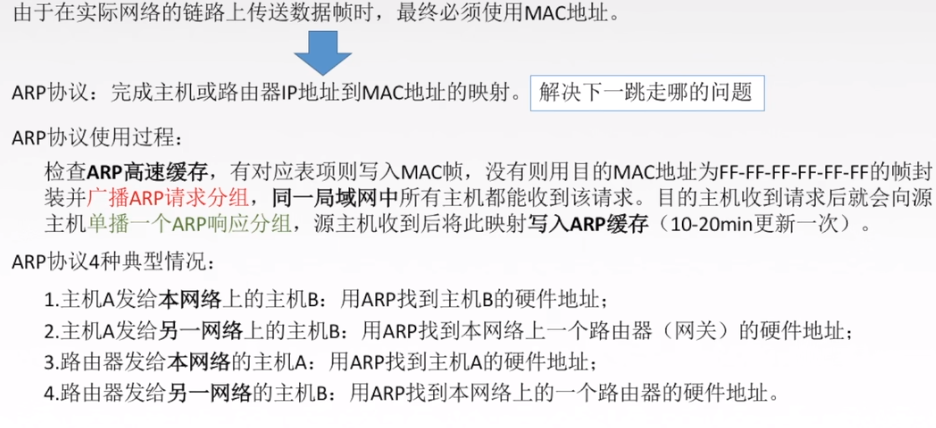 由于在实际网络的链路上传送数据帧时，最终必须使用MAC地址。
ARP协议：完成主机或路由器IP地址到MAC地址的映射。 解决下一跳走哪的问题
ARP协议使用过程：
检查ARP高速缓存，有对应表项则写入MAC帧，没有则用目的MAC地址为FF-FF-FF-FF-FF-FF的帧封
装并广播ARP请求分组，同一局域网中所有主机都能收到该请求。目的主机收到请求后就会向源
主机单播一个ARP响应分组，源主机收到后将此映射写入ARP缓存（10-20min更新一次）。
ARP协议4种典型情况：
1.主机A发给本网络上的主机B：用ARP找到主机B的硬件地址；
2.主机A发给另一网络上的主机B：用ARP找到本网络上一个路由器（网关）的硬件地址；
3.路由器发给本网络的主机A：用ARP找到主机A的硬件地址；
4.路由器发给另一网络的主机B：用ARP找到本网络上的一个路由器的硬件地址。